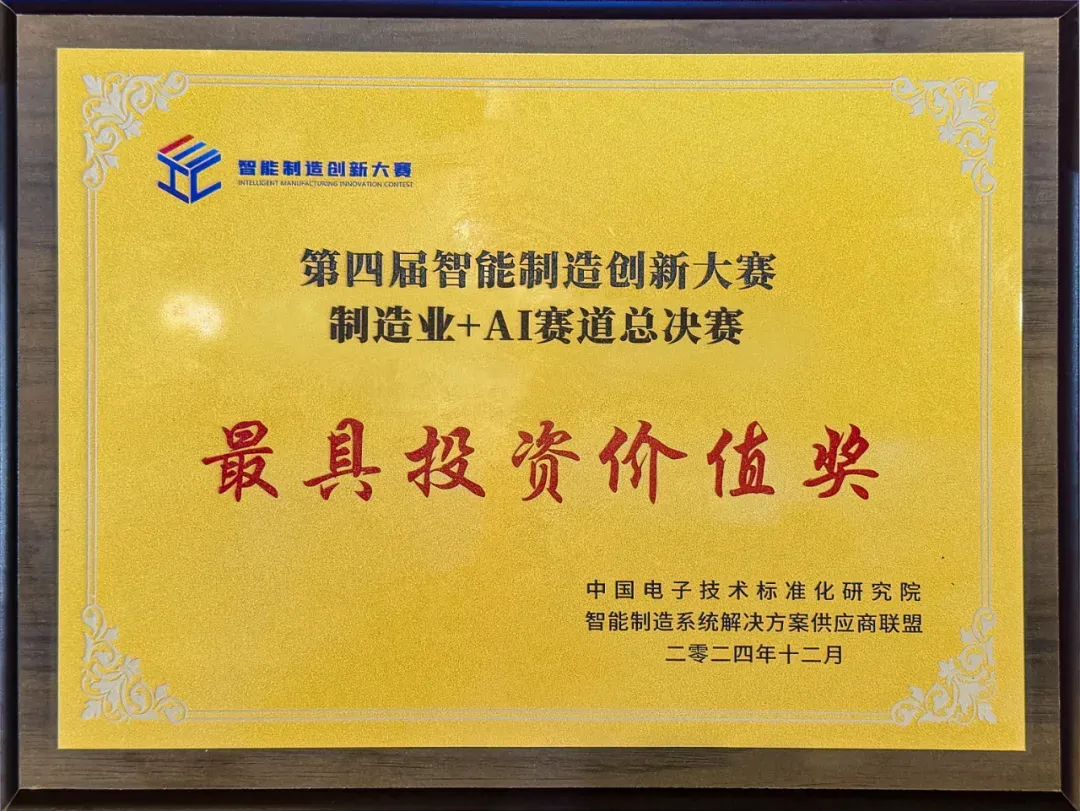 智能制造创新大赛
INTELLIGENT MANUFACTURING INNOVATION CONTEST
第四届智能制造创新大赛
制造业+AI赛道总决赛
最具投资价值奖
中国电子技术标准化研究院
智能制造系统解决方案供应商联盟
二零二四年十二月